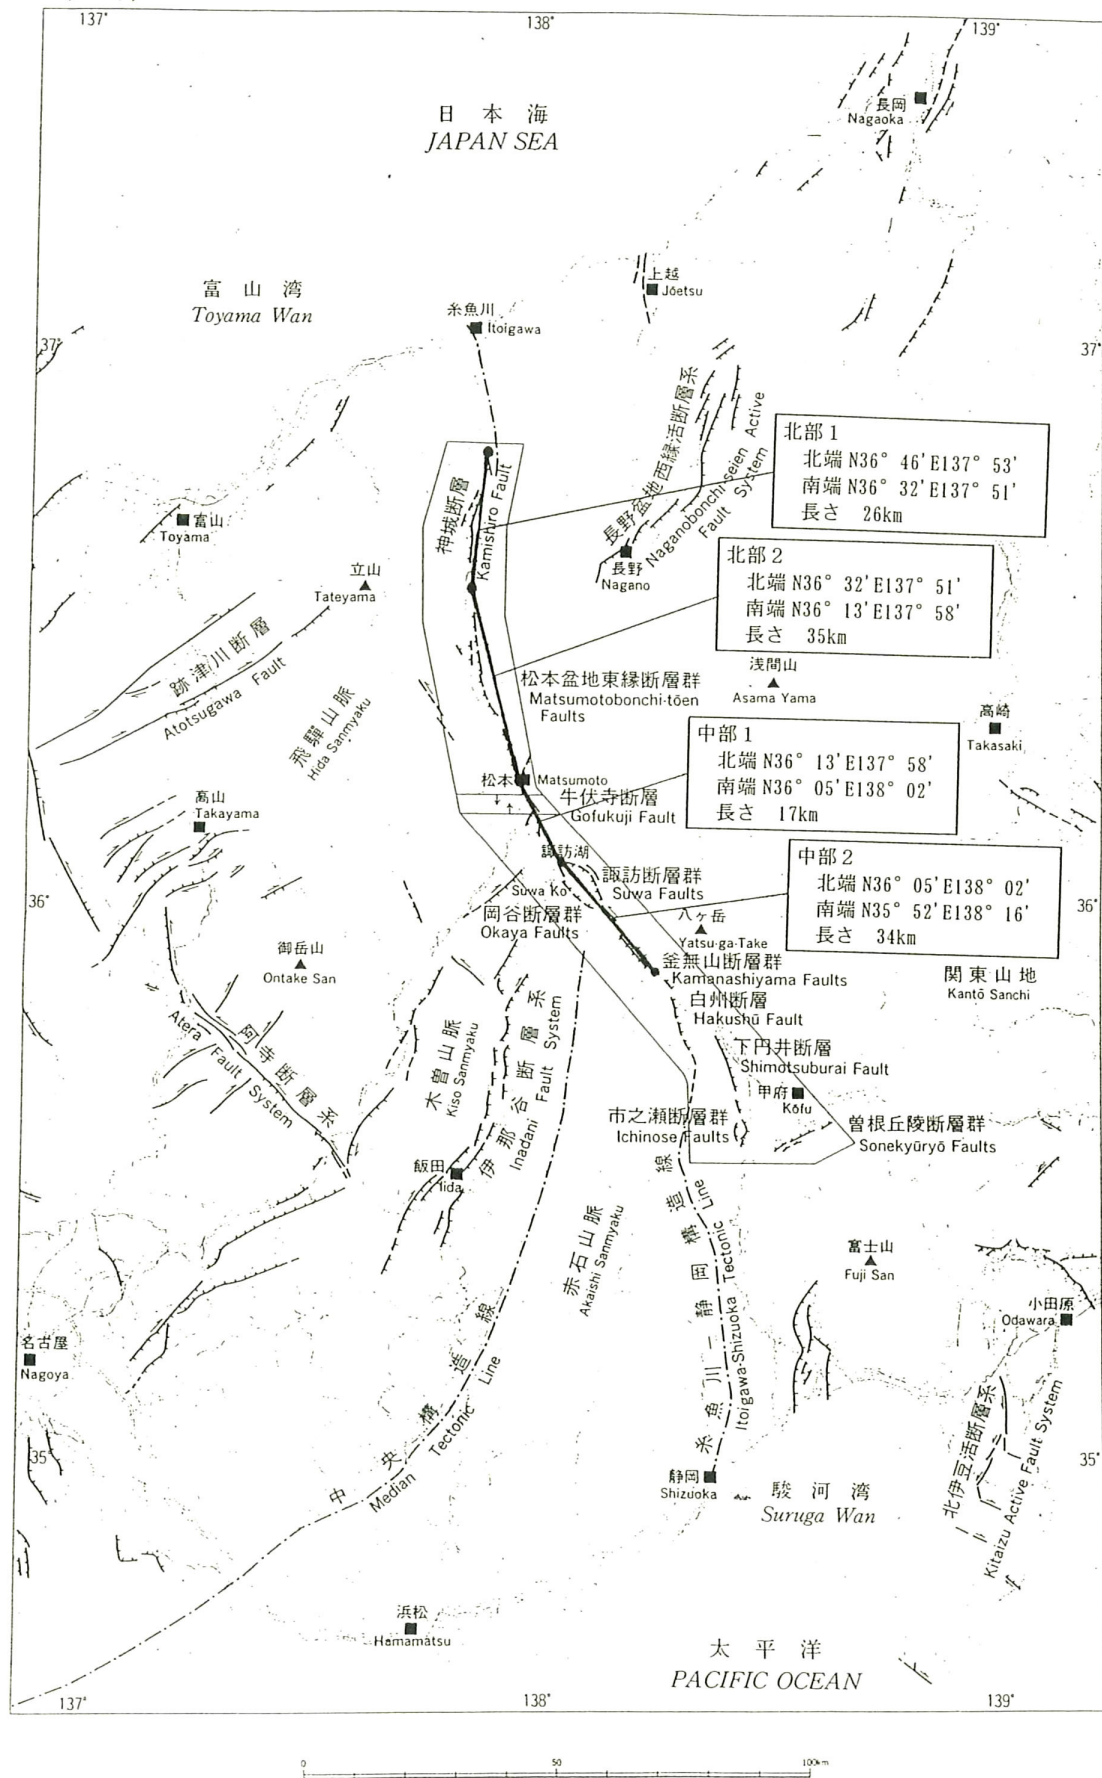 137°
138°
139°
長岡
Nagaoka
日本海
JAPAN SEA
上越
Jōetsu
富山湾
Toyama Wan
糸魚川
Itoigawa
37°
37°
長野盆地西縁活断層系
Naganobonchi-seien Active
Fault System
北部1
北端 N36° 46' E137° 53'
南端 N36° 32' E137° 51'
長さ 26km
神城断層
Kamishiro Fault
富山
Toyama
長野
Nagano
北部2
北端 N36° 32' E137° 51'
南端 N36° 13' E137° 58'
長さ 35km
立山
Tateyama
跡津川断層
Atotsugawa Fault
飛驒山脈
Hida Sanmyaku
松本盆地東縁断層群
Matsumotobonchi-tōen
Faults
浅間山
Asama Yama
高崎
Takasaki
中部1
北端 N36° 13' E137° 58'
南端 N36° 05' E138° 02'
長さ 17km
松本
Matsumoto
牛伏寺断層
Gofukuji Fault
高山
Takayama
諏訪湖
Suwa Ko
諏訪断層群
Suwa Faults
中部2
北端 N36° 05' E138° 02'
南端 N35° 52' E138° 16'
長さ 34km
36°
36°
岡谷断層群
Okaya Faults
八ヶ岳
Yatsu-ga-Take
御岳山
Ontake San
釜無山断層群
Kamanashiyama Faults
関東山地
Kantō Sanchi
白州断層
Hakushū Fault
阿寺断層系
Atera Fault System
木曽山脈
Kiso Sanmyaku
伊那谷断層系
Inadani Fault System
下円井断層
Shimotsuburai Fault
甲府
Kōfu
市之瀬断層群
Ichinose Faults
曽根丘陵断層群
Sonekyūryō Faults
飯田
Iida
赤石山脈
Akaishi Sanmyaku
糸魚川-静岡構造線
Itoigawa-Shizuoka Tectonic Line
富士山
Fuji San
小田原
Odawara
名古屋
Nagoya
中央構造線
Median Tectonic Line
35°
35°
静岡
Shizuoka
駿河湾
Suruga Wan
北伊豆活断層系
Kitaizu Active Fault System
浜松
Hamamatsu
太平洋
PACIFIC OCEAN
137°
138°
139°
0 50 100km